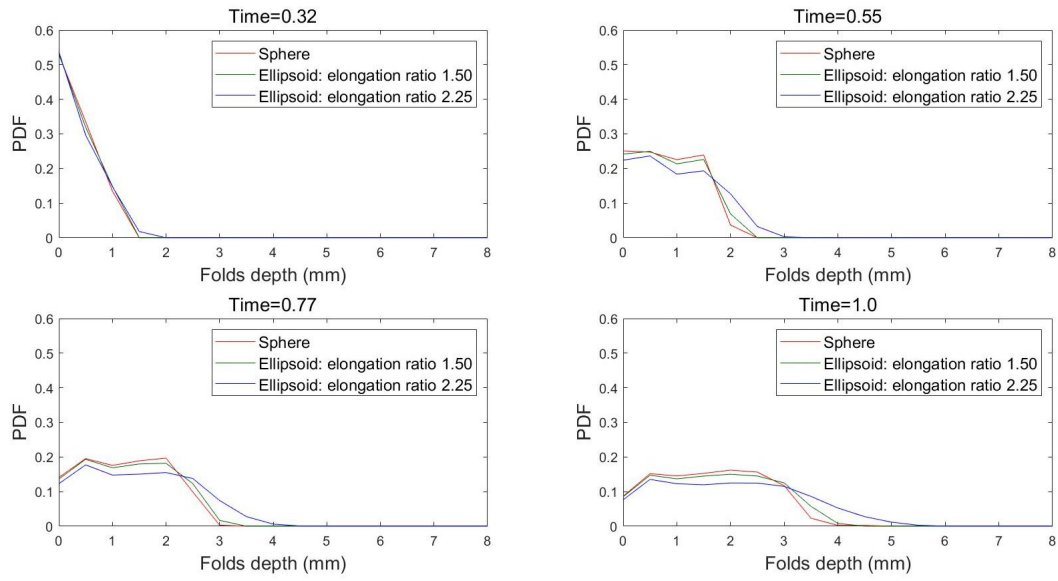 Time=0.32
0.6
0.5
0.4
0.3
0.2
0.1
0
PDF
Sphere
Ellipsoid: elongation ratio 1.50
Ellipsoid: elongation ratio 2.25
0 1 2 3 4 5 6 7 8
Folds depth (mm)
Time=0.55
0.6
0.5
0.4
0.3
0.2
0.1
0
PDF
Sphere
Ellipsoid: elongation ratio 1.50
Ellipsoid: elongation ratio 2.25
0 1 2 3 4 5 6 7 8
Folds depth (mm)
Time=0.77
0.6
0.5
0.4
0.3
0.2
0.1
0
PDF
Sphere
Ellipsoid: elongation ratio 1.50
Ellipsoid: elongation ratio 2.25
0 1 2 3 4 5 6 7 8
Folds depth (mm)
Time=1.0
0.6
0.5
0.4
0.3
0.2
0.1
0
PDF
Sphere
Ellipsoid: elongation ratio 1.50
Ellipsoid: elongation ratio 2.25
0 1 2 3 4 5 6 7 8
Folds depth (mm)